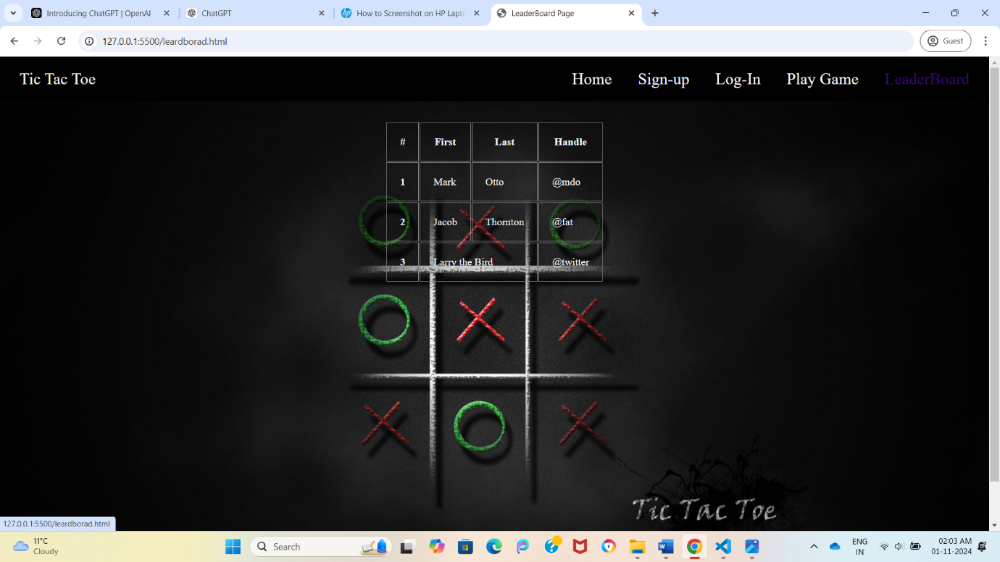 Introducing ChatGPT | OpenAI
ChatGPT
How to Screenshot on HP Lapt
LeaderBoard Page
127.0.0.1:5500/leardborad.html
Guest
Tic Tac Toe
Home Sign-up Log-In Play Game LeaderBoard
# First Last Handle
1 Mark Otto @mdo
2 Jacob Thornton @fat
3 Larry the Bird @twitter
Tic Tac Toe
127.0.0.1:5500/leardborad.html
11°C
Cloudy
Search
ENG
IN
02:03 AM
01-11-2024